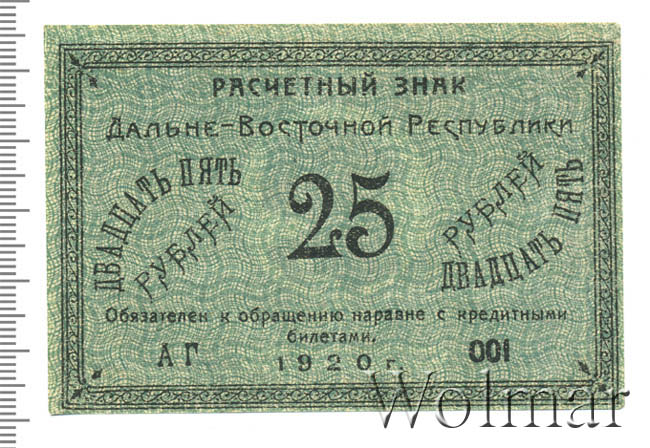 РАСЧЕТНЫЙ ЗНАК
ДАЛЬНЕ-ВОСТОЧНОЙ РЕСПУБЛИКИ
ДВАДЦАТЬ ПЯТЬ
РУБЛЕЙ
25
РУБЛЕЙ
ДВАДЦАТЬ ПЯТЬ
Обязателен к обращению наравне с кредитными
билетами.
АГ 1920г. 001
Wolmar